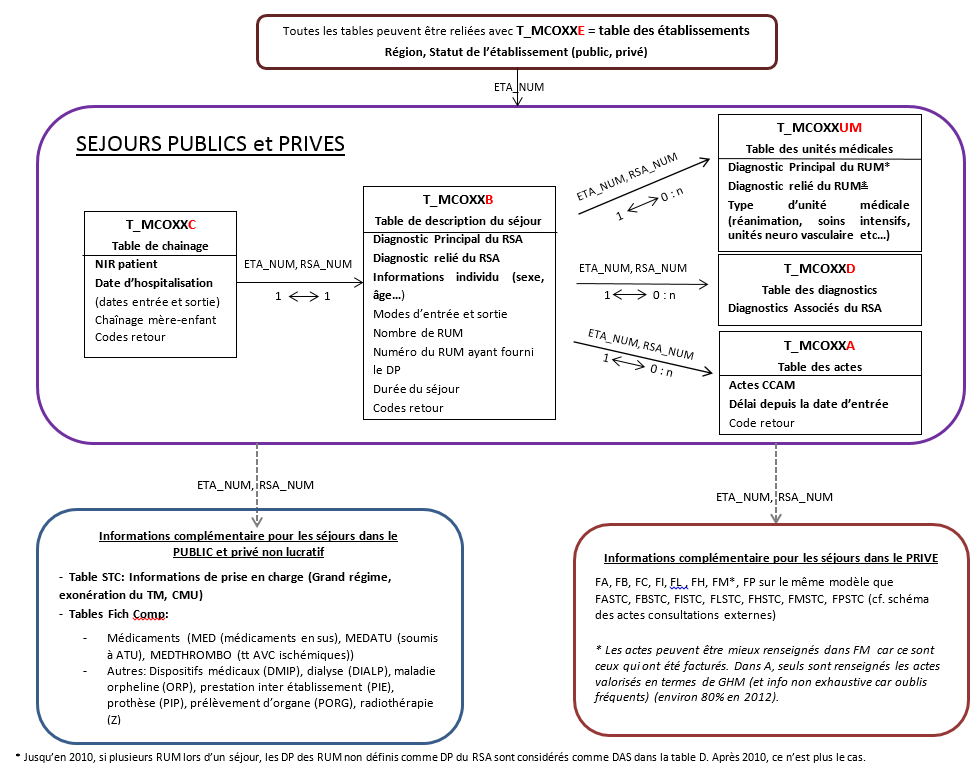 Toutes les tables peuvent être reliées avec T_MCOXXE = table des établissements
Région, Statut de l'établissement (public, privé)
ETA_NUM
SEJOURS PUBLICS et PRIVES
T_MCOXXC
Table de chainage
NIR patient
Date d'hospitalisation
(dates entrée et sortie)
Chaînage mère-enfant
Codes retour
ETA_NUM, RSA_NUM
1 1
T_MCOXXB
Table de description du séjour
Diagnostic Principal du RSA
Diagnostic relié du RSA
Informations individu (sexe,
âge...)
Modes d'entrée et sortie
Nombre de RUM
Numéro du RUM ayant fourni
le DP
Durée du séjour
Codes retour
ETA_NUM, RSA_NUM
1 0 : n
T_MCOXXUM
Table des unités médicales
Diagnostic Principal du RUM*
Diagnostic relié du RUM*
Type d'unité médicale
(réanimation, soins intensifs,
unités neuro vasculaire etc...)
ETA_NUM, RSA_NUM
1 0 : n
T_MCOXXD
Table des diagnostics
Diagnostics Associés du RSA
ETA_NUM, RSA_NUM
1 0 : n
T_MCOXXA
Table des actes
Actes CCAM
Délai depuis la date d'entrée
Code retour
ETA_NUM, RSA_NUM
Informations complémentaire pour les séjours dans le
PUBLIC et privé non lucratif
- Table STC: Informations de prise en charge (Grand régime,
exonération du TM, CMU)
- Tables Fich Comp:
- Médicaments (MED (médicaments en sus), MEDATU (soumis
à ATU), MEDTHROMBO (tt AVC ischémiques))
- Autres: Dispositifs médicaux (DMIP), dialyse (DIALP), maladie
orpheline (ORP), prestation inter établissement (PIE),
prothèse (PIP), prélèvement d'organe (PORG), radiothérapie
(Z)
ETA_NUM, RSA_NUM
Informations complémentaire pour les séjours dans le PRIVE
FA, FB, FC, FI, FL , FH, FM*, FP sur le même modèle que
FASTC, FBSTC, FISTC, FLSTC, FHSTC, FMSTC, FPSTC (cf. schéma
des actes consultations externes)
* Les actes peuvent être mieux renseignés dans FM car ce sont
ceux qui ont été facturés. Dans A, seuls sont renseignés les actes
valorisés en termes de GHM (et info non exhaustive car oublis
fréquents) (environ 80% en 2012).
* Jusqu'en 2010, si plusieurs RUM lors d'un séjour, les DP des RUM non définis comme DP du RSA sont considérés comme DAS dans la table D. Après 2010, ce n'est plus le cas.